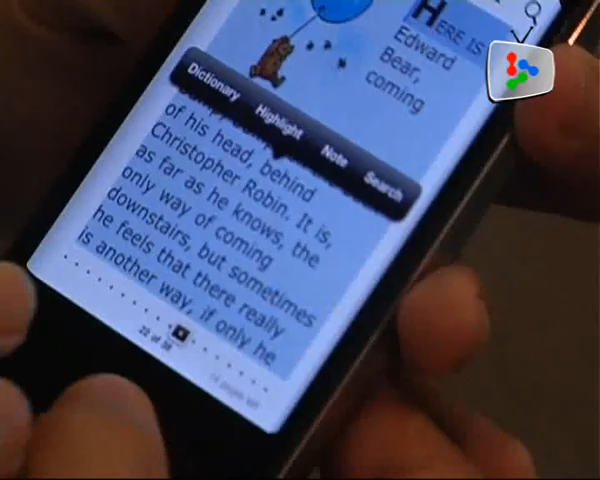 HERE IS
Edward
Bear,
coming
Dictionary Highlight Note Search
of his head, behind
Christopher Robin. It is,
as far as he knows, the
only way of coming
downstairs, but sometimes
he feels that there really
is another way, if only he
22 of 38